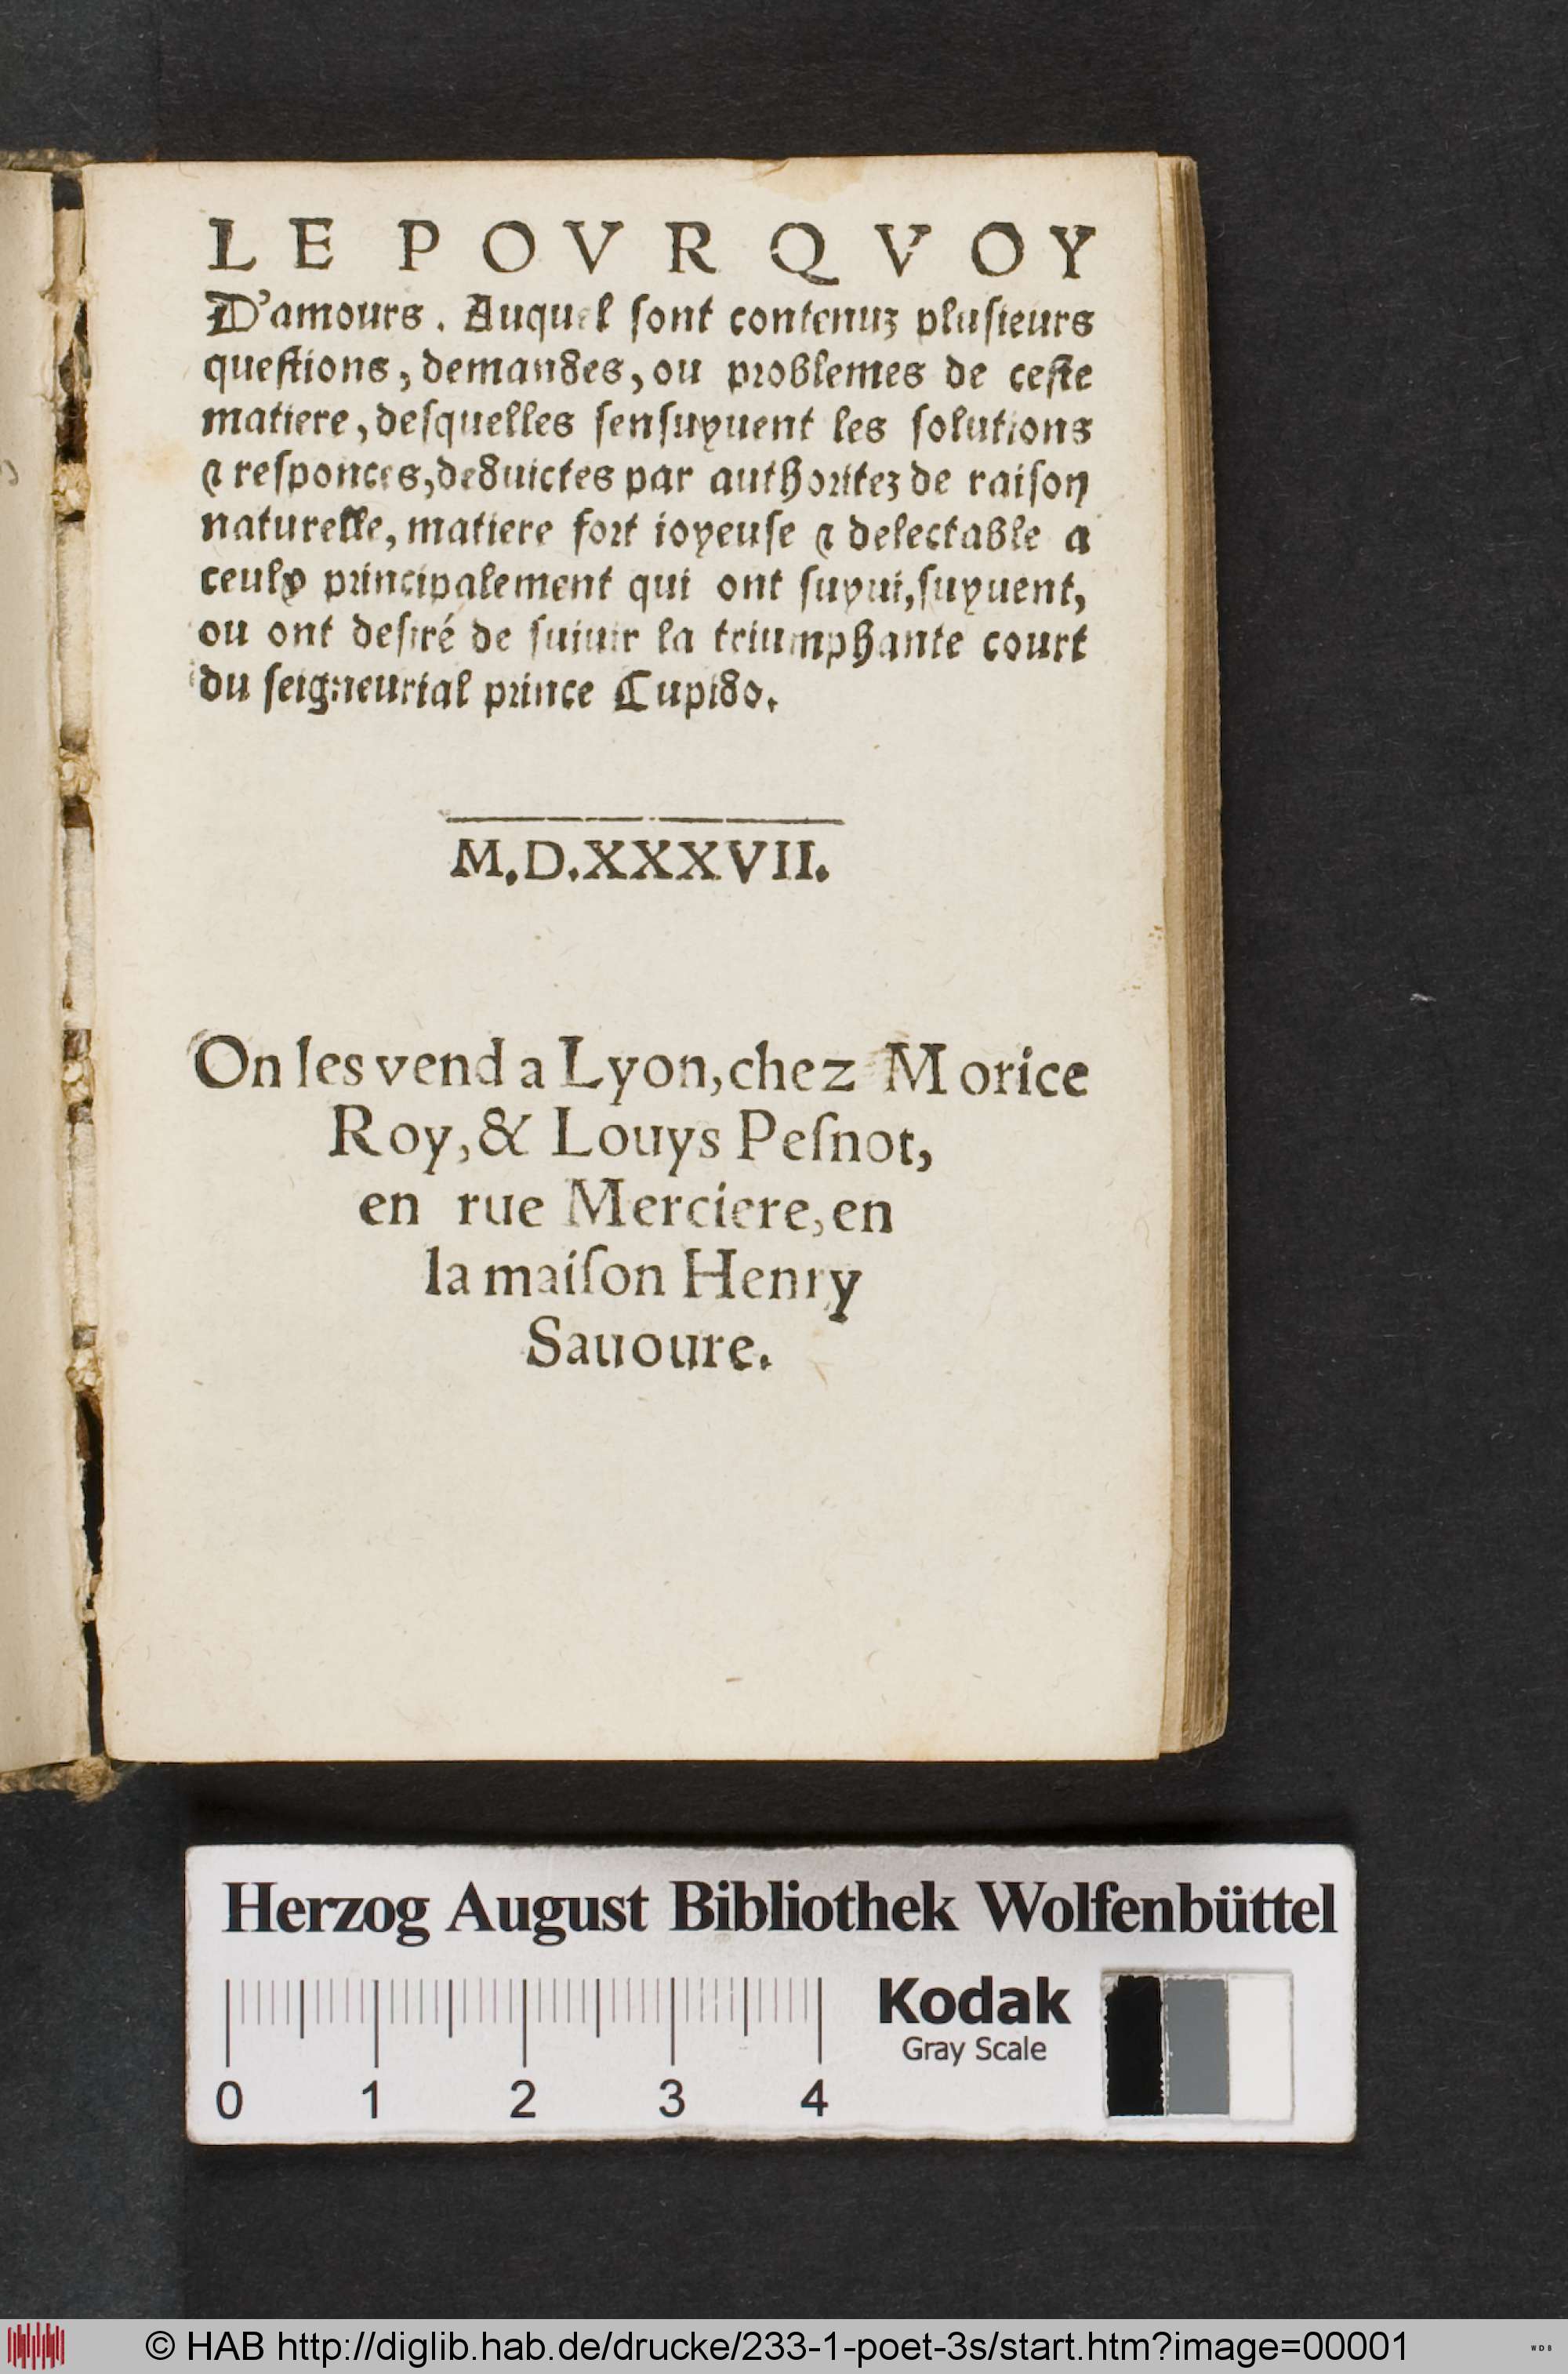 LE POVRQVOY
D'amours. Auquel ſont contenuz pluſieurs
queſtions, demandes, ou problemes de ceſte
matiere, deſquelles ſenſuyuent les ſolutions
⁊ reſponces, deduictes par authoritez de raiſon
naturelle, matiere fort ioyeuſe ⁊ delectable a
ceulx principalement qui ont ſuyui, ſuyuent,
ou ont deſiré de ſuiuir la triumphante court
du ſeigneurial prince Cupido.
M.D.XXXVII.
On les vend a Lyon, chez Morice
Roy, & Louys Peſnot,
en rue Merciere, en
la maiſon Henry
Sauoure.
Herzog August Bibliothek Wolfenbüttel
Kodak
Gray Scale
0 1 2 3 4
© HAB http://diglib.hab.de/drucke/233-1-poet-3s/start.htm?image=00001
WDB